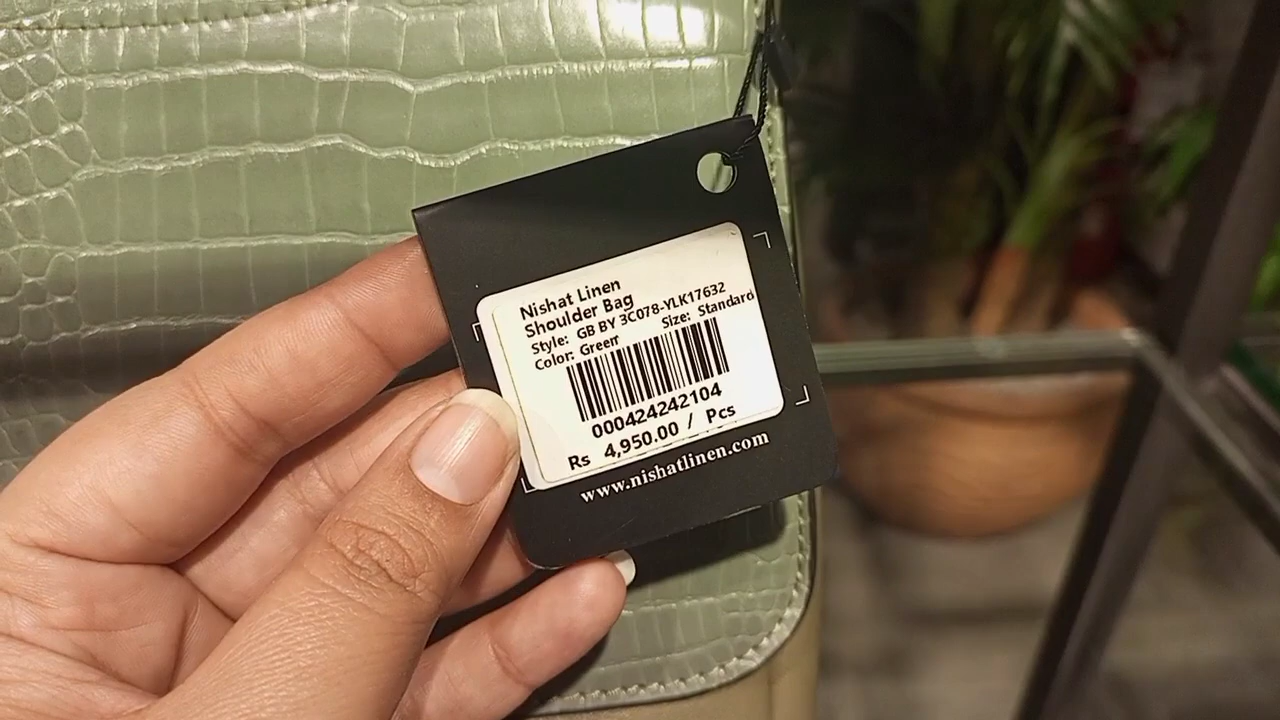 Nishat Linen
Shoulder Bag
Style: GB BY 3C078-YLK17632
Color: Green Size: Standard
000424242104
Rs 4,950.00 / Pcs
www.nishatlinen.com